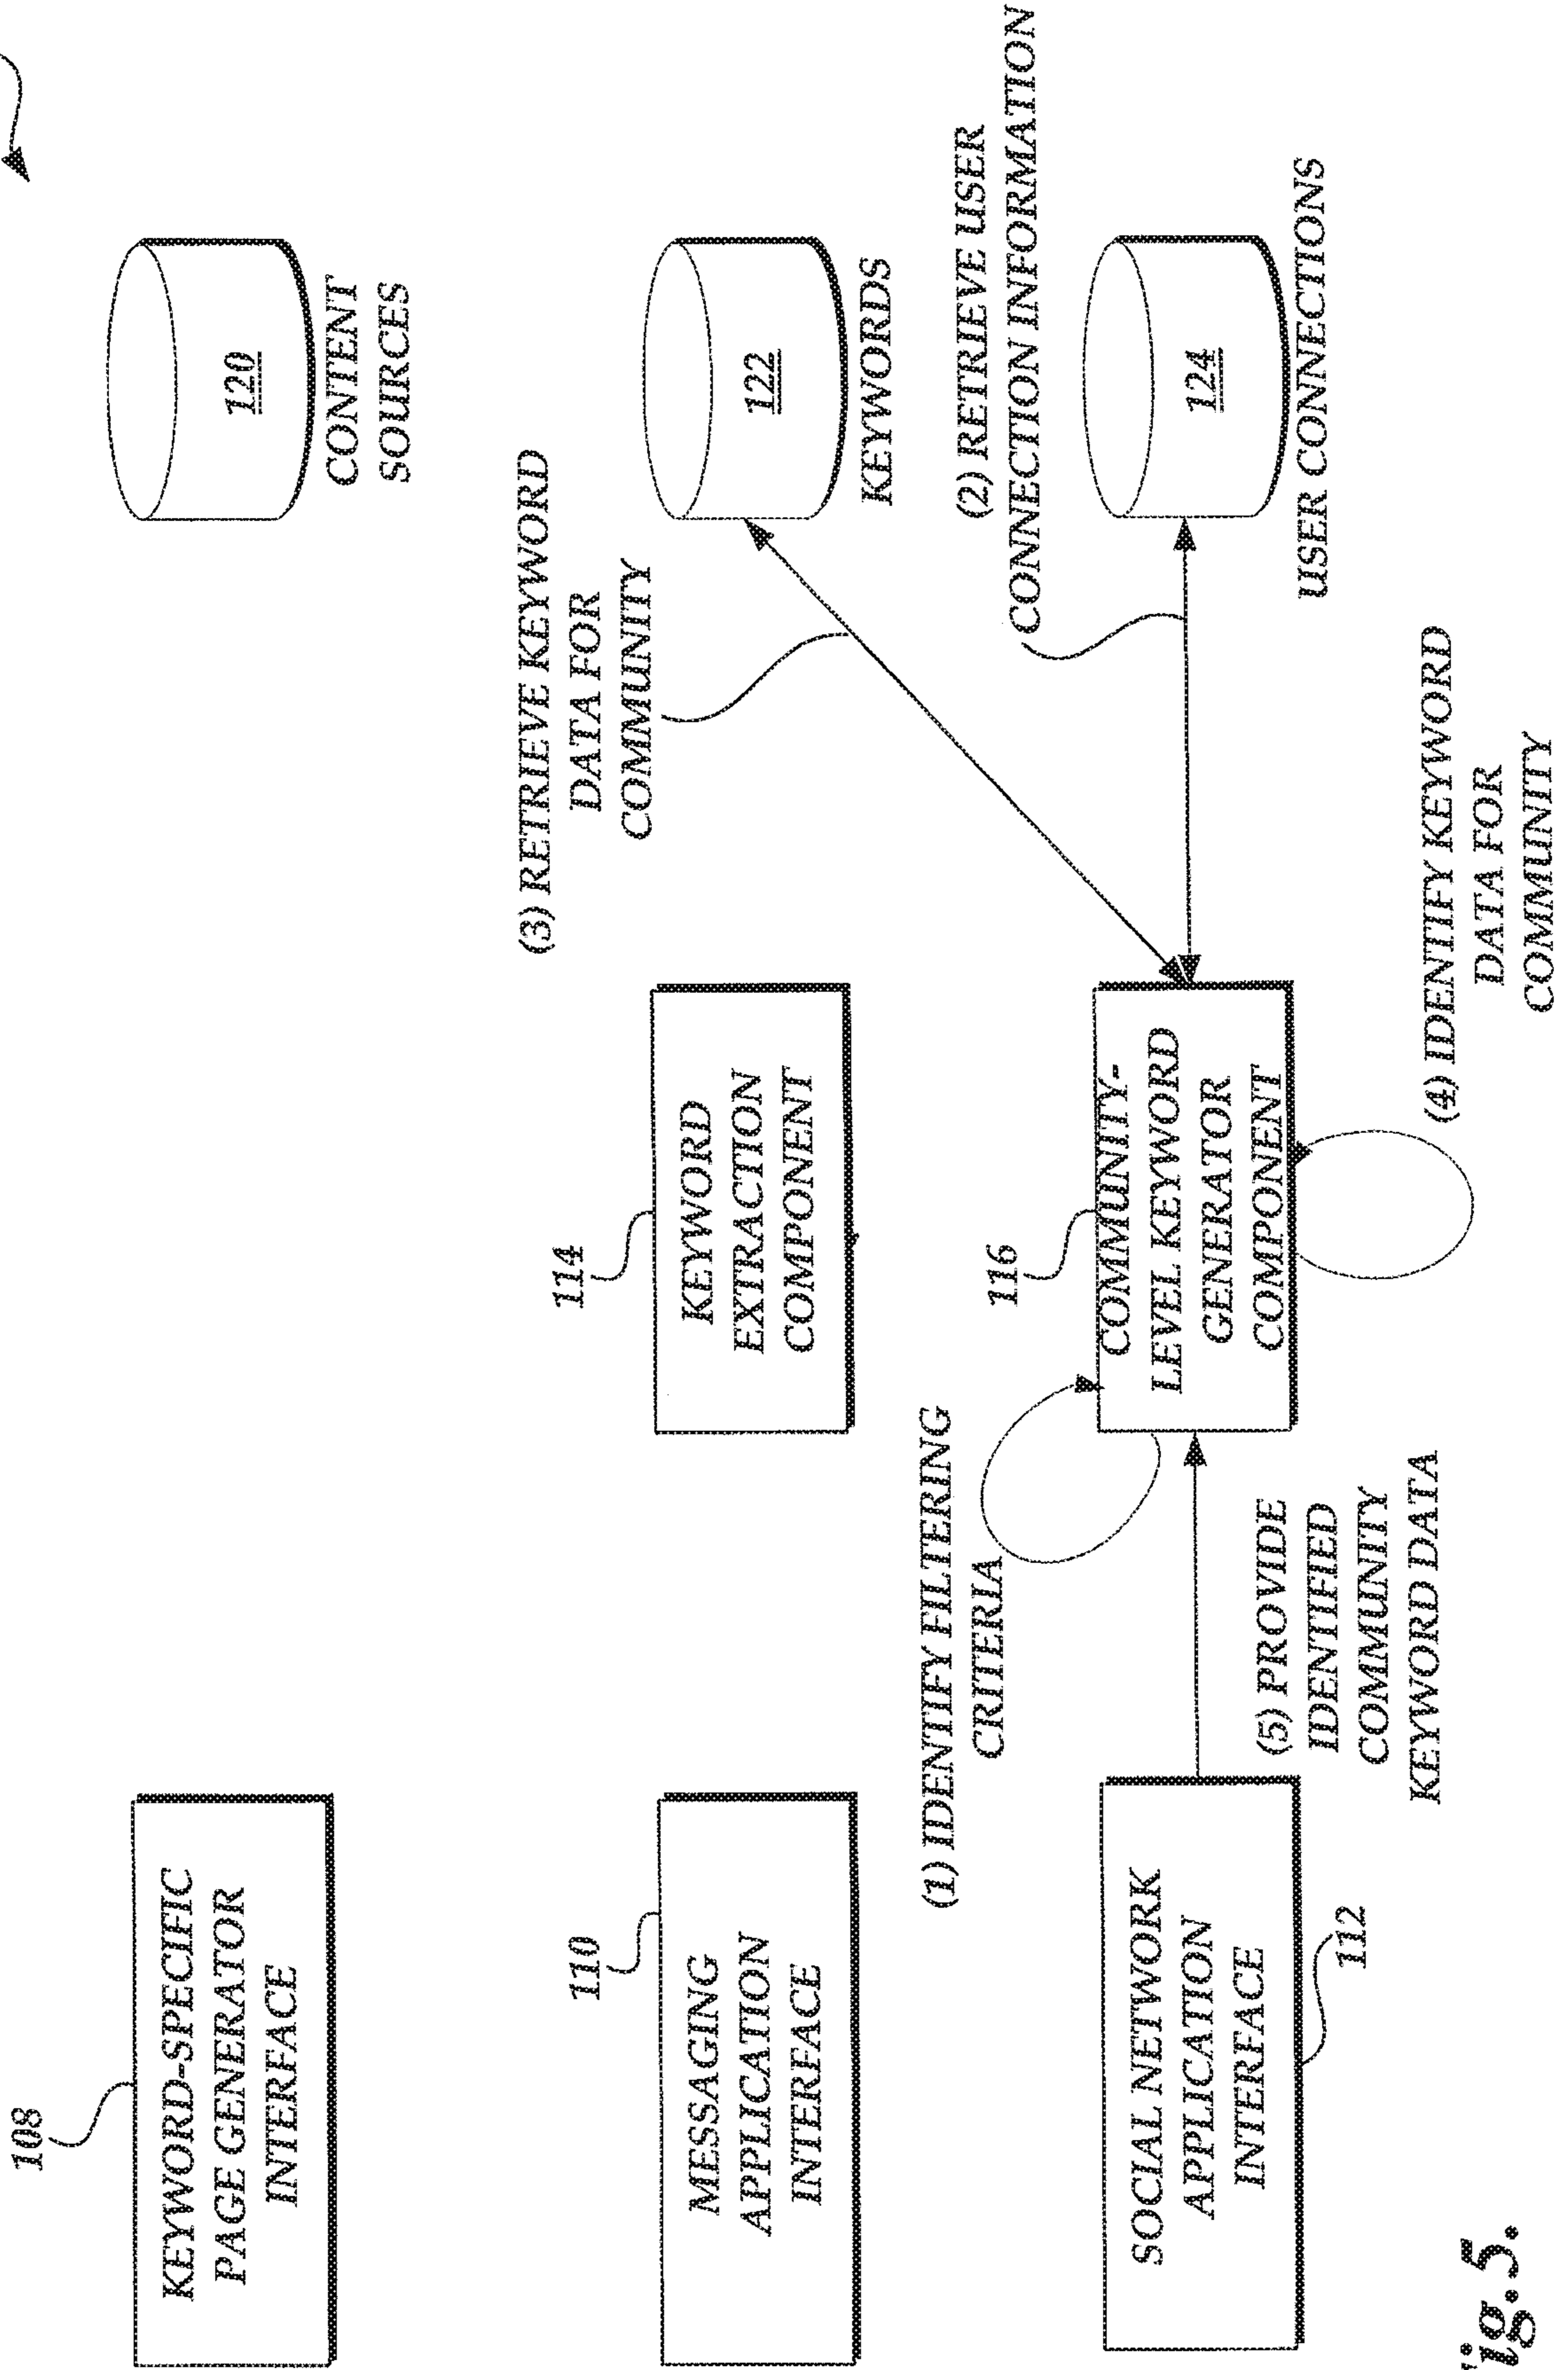 108
KEYWORD-SPECIFIC
PAGE GENERATOR
INTERFACE
120
CONTENT
SOURCES
110
MESSAGING
APPLICATION
INTERFACE
114
KEYWORD
EXTRACTION
COMPONENT
(3) RETRIEVE KEYWORD
DATA FOR
COMMUNITY
122
KEYWORDS
(1) IDENTIFY FILTERING
CRITERIA
116
COMMUNITY-
LEVEL KEYWORD
GENERATOR
COMPONENT
(2) RETRIEVE USER
CONNECTION INFORMATION
124
USER CONNECTIONS
SOCIAL NETWORK
APPLICATION
INTERFACE
112
(5) PROVIDE
IDENTIFIED
COMMUNITY
KEYWORD DATA
(4) IDENTIFY KEYWORD
DATA FOR
COMMUNITY
ig.5.